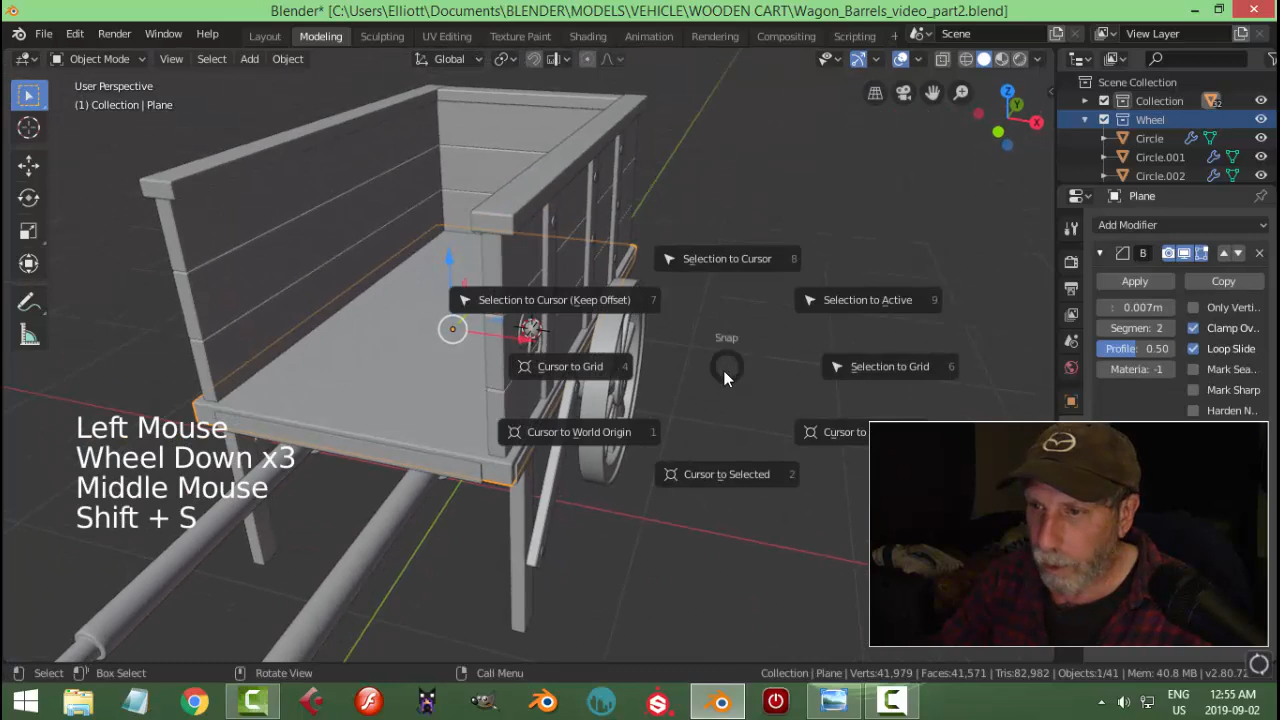 Blender* [C:\Users\Elliott\Documents\BLENDER\MODELS\VEHICLE\WOODEN CART\Wagon_Barrels_video_part2.blend]
File Edit Render Window Help Layout Modeling Sculpting UV Editing Texture Paint Shading Animation Rendering Compositing Scripting + Scene View Layer
Object Mode View Select Add Object Global
User Perspective
(1) Collection | Plane
Z
Y
X
Scene Collection
Collection 32
Wheel
Circle
Circle.001
Circle.002
Plane
Add Modifier
B
Apply Copy
: 0.007m Only Verti...
Segmen: 2 Clamp Ov...
Profile: 0.50 Loop Slide
Materia: -1 Mark Sea...
Mark Sharp
Harden N...
Selection to Cursor 8
Selection to Cursor (Keep Offset) 7
Selection to Active 9
Snap
Cursor to Grid 4
Selection to Grid 6
Cursor to World Origin 1
Cursor to
Cursor to Selected 2
Left Mouse
Wheel Down x3
Middle Mouse
Shift + S
Select Box Select Rotate View Call Menu Collection | Plane | Verts:41,979 | Faces:41,571 | Tris:82,982 | Objects:1/41 | Mem: 40.8 MB | v2.80.7
ENG
US
12:55 AM
2019-09-02